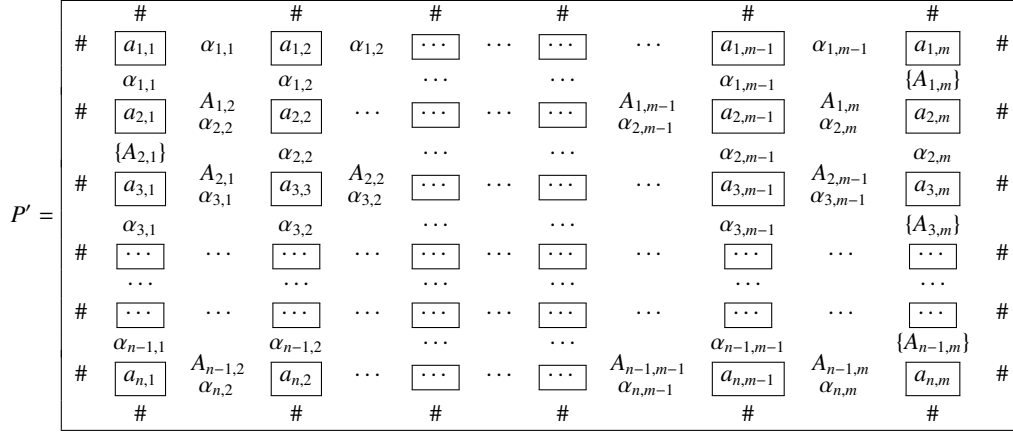 # # # # # #
# a_{1,1} α_{1,1} a_{1,2} α_{1,2} ⋯ ⋯ ⋯ ⋯ a_{1,m−1} α_{1,m−1} a_{1,m} #
α_{1,1} α_{1,2} ⋯ ⋯ α_{1,m−1} {A_{1,m}}
A_{1,2} A_{1,m−1} A_{1,m}
# a_{2,1} a_{2,2} ⋯ ⋯ ⋯ ⋯ a_{2,m−1} a_{2,m} #
α_{2,2} α_{2,m−1} α_{2,m}
{A_{2,1}} α_{2,2} ⋯ ⋯ α_{2,m−1} α_{2,m}
A_{2,1} A_{2,2} A_{2,m−1}
# a_{3,1} a_{3,3} ⋯ ⋯ ⋯ ⋯ a_{3,m−1} a_{3,m} #
α_{3,1} α_{3,2} α_{3,m−1}
P′ =
α_{3,1} α_{3,2} ⋯ ⋯ α_{3,m−1} {A_{3,m}}
# ⋯ ⋯ ⋯ ⋯ ⋯ ⋯ ⋯ ⋯ ⋯ ⋯ ⋯ #
⋯ ⋯ ⋯ ⋯ ⋯ ⋯
# ⋯ ⋯ ⋯ ⋯ ⋯ ⋯ ⋯ ⋯ ⋯ ⋯ ⋯ #
α_{n−1,1} α_{n−1,2} ⋯ ⋯ α_{n−1,m−1} {A_{n−1,m}}
A_{n−1,2} A_{n−1,m−1} A_{n−1,m}
# a_{n,1} a_{n,2} ⋯ ⋯ ⋯ ⋯ a_{n,m−1} a_{n,m} #
α_{n,2} α_{n,m−1} α_{n,m}
# # # # # #